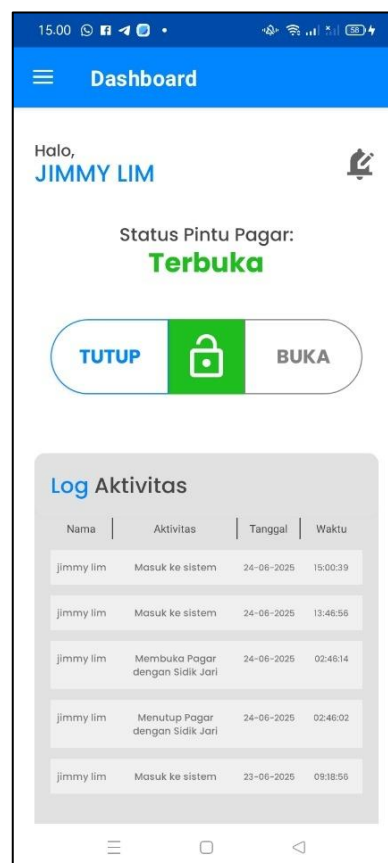 15.00
58
Dashboard
Halo,
JIMMY LIM
Status Pintu Pagar:
Terbuka
TUTUP
BUKA
Log Aktivitas
Nama Aktivitas Tanggal Waktu
jimmy lim Masuk ke sistem 24-06-2025 15:00:39
jimmy lim Masuk ke sistem 24-06-2025 13:46:56
jimmy lim Membuka Pagar 24-06-2025 02:46:14
dengan Sidik Jari
jimmy lim Menutup Pagar 24-06-2025 02:46:02
dengan Sidik Jari
jimmy lim Masuk ke sistem 23-06-2025 09:18:56